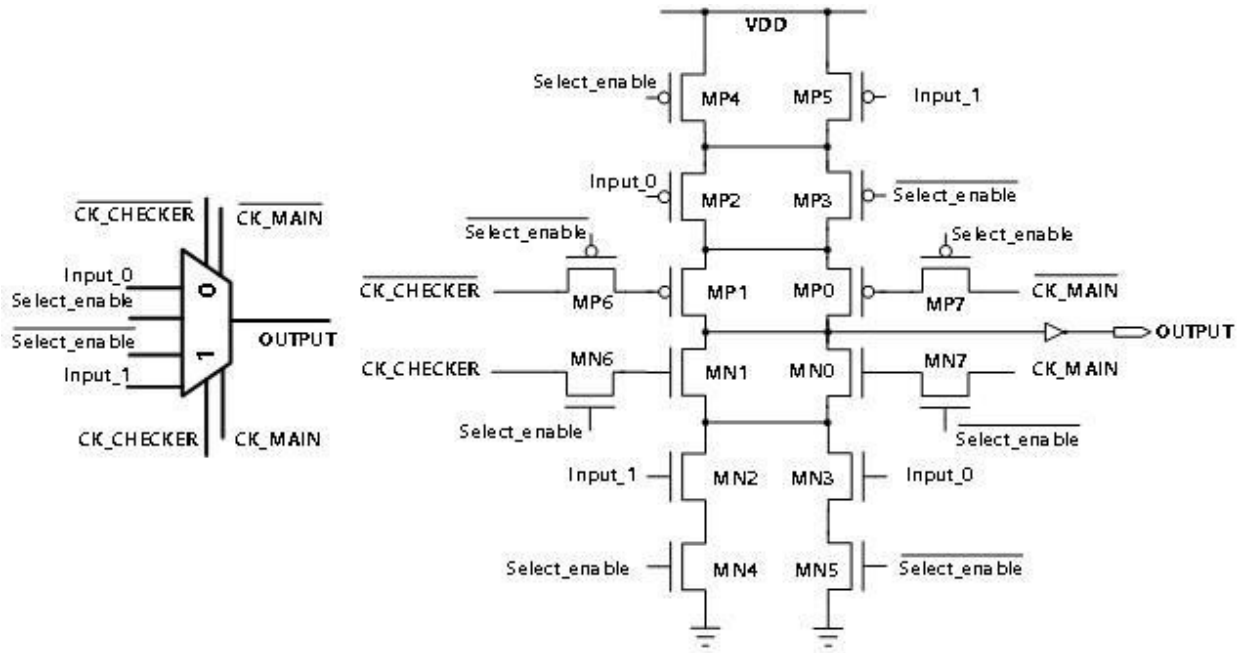 VDD
Select_enable
MP4
MP5
Input_1
Input_0
MP2
MP3
Select_enable
CK_CHECKER
CK_MAIN
Select_enable
Select_enable
Input_0
Select_enable
0
CK_CHECKER
MP6
MP1
MP0
MP7
CK_MAIN
Select_enable
1
OUTPUT
OUTPUT
Input_1
CK_CHECKER
MN6
MN1
MN0
MN7
CK_MAIN
CK_CHECKER
CK_MAIN
Select_enable
Select_enable
Input_1
MN2
MN3
Input_0
Select_enable
MN4
MN5
Select_enable